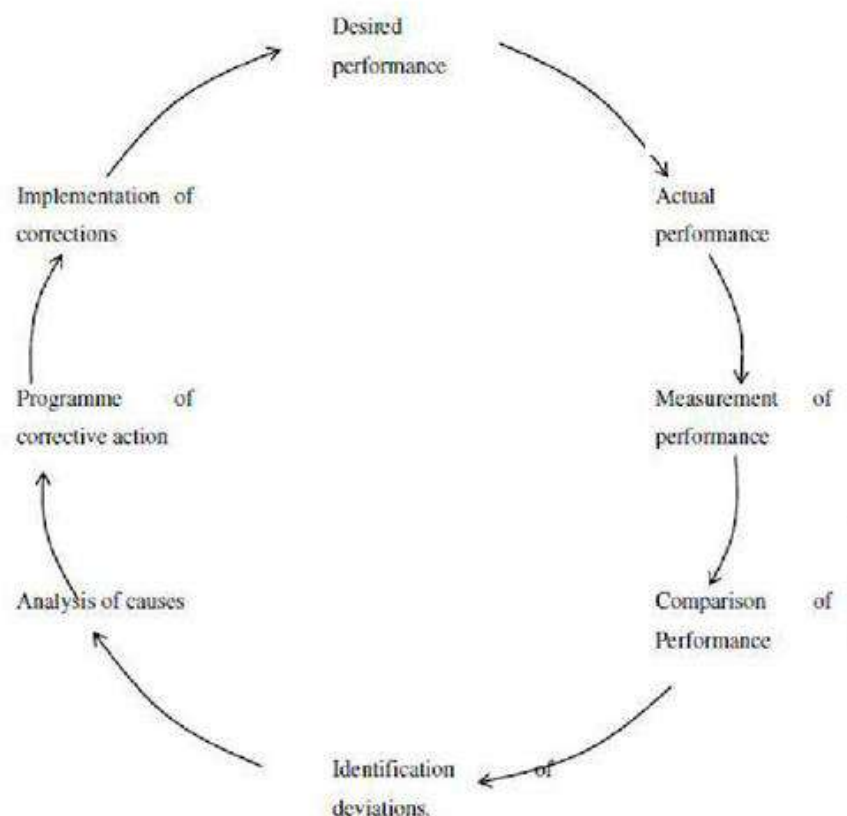 Desired
performance
Actual
performance
Measurement of
performance
Comparison of
Performance
Identification of
deviations.
Analysis of causes
Programme of
corrective action
Implementation of
corrections